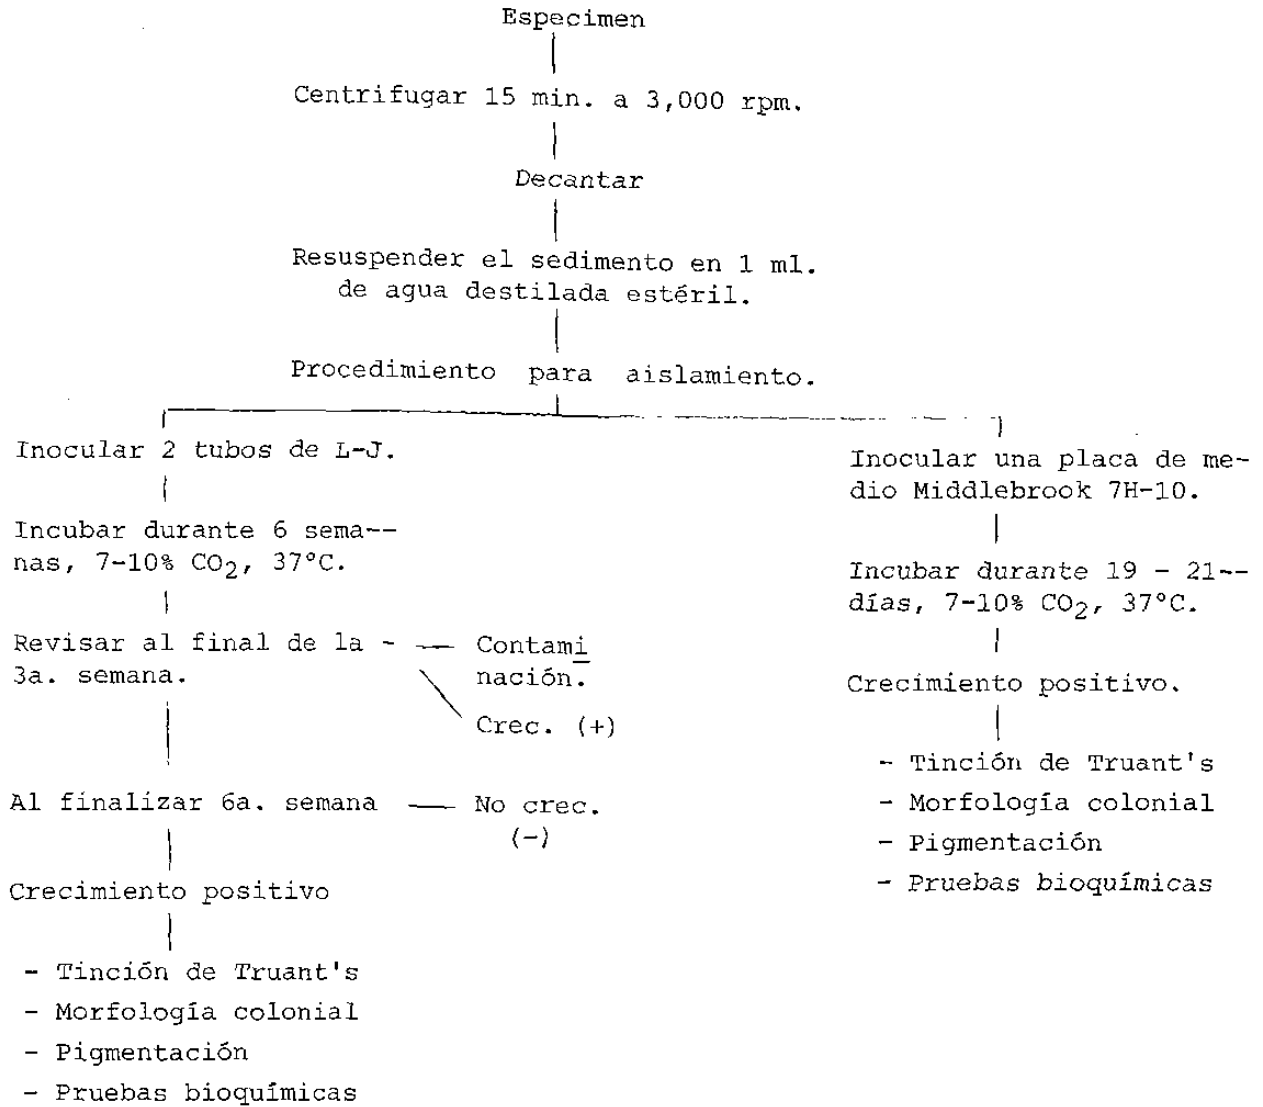 Especimen
Centrifugar 15 min. a 3,000 rpm.
Decantar
Resuspender el sedimento en 1 ml.
de agua destilada estéril.
Procedimiento para aislamiento.
Inocular 2 tubos de L-J.
Incubar durante 6 sema--
nas, 7-10% CO2, 37°C.
Revisar al final de la -
3a. semana.
Contami
nación.
Crec. (+)
Al finalizar 6a. semana
No crec.
(-)
Crecimiento positivo
- Tinción de Truant's
- Morfología colonial
- Pigmentación
- Pruebas bioquímicas
Inocular una placa de me-
dio Middlebrook 7H-10.
Incubar durante 19 - 21--
días, 7-10% CO2, 37°C.
Crecimiento positivo.
- Tinción de Truant's
- Morfología colonial
- Pigmentación
- Pruebas bioquímicas